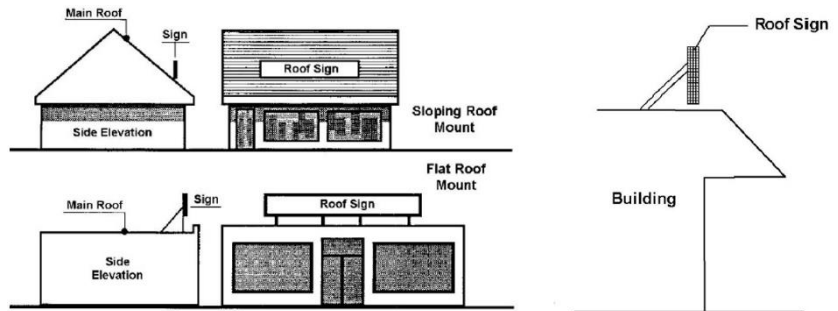 Main Roof
Sign
Roof Sign
Side Elevation
Sloping Roof
Mount
Flat Roof
Mount
Main Roof
Sign
Roof Sign
Side
Elevation
Roof Sign
Building